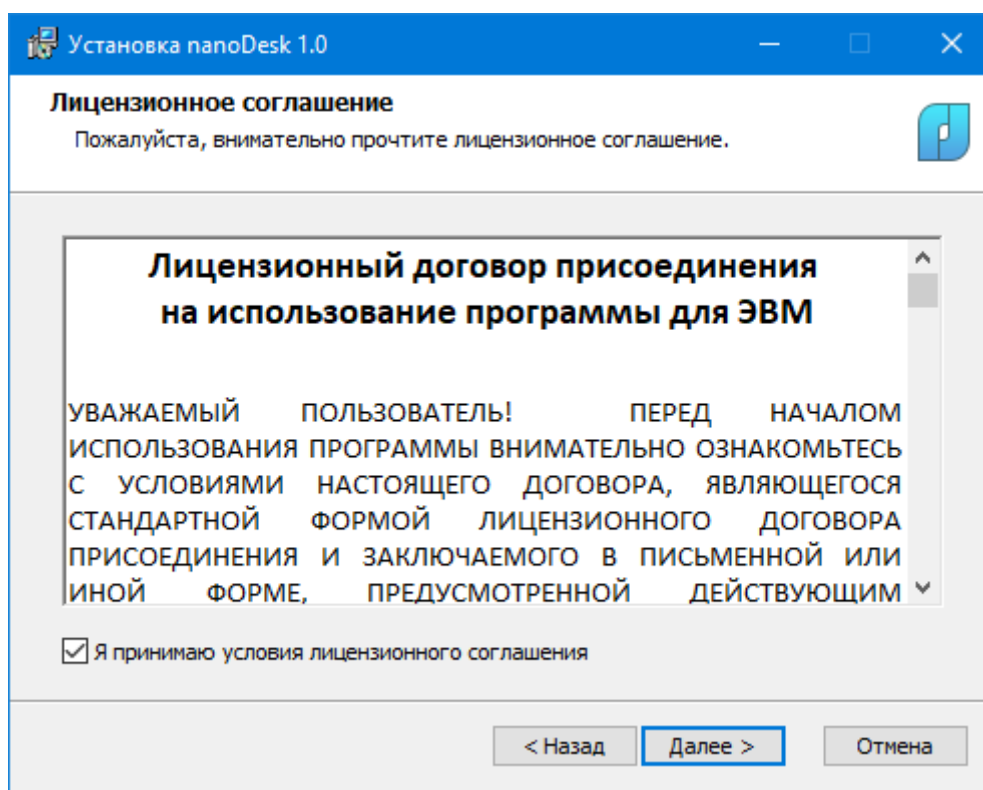 Установка nanoDesk 1.0
Лицензионное соглашение
Пожалуйста, внимательно прочтите лицензионное соглашение.
Лицензионный договор присоединения
на использование программы для ЭВМ
УВАЖАЕМЫЙ ПОЛЬЗОВАТЕЛЬ! ПЕРЕД НАЧАЛОМ
ИСПОЛЬЗОВАНИЯ ПРОГРАММЫ ВНИМАТЕЛЬНО ОЗНАКОМЬТЕСЬ
С УСЛОВИЯМИ НАСТОЯЩЕГО ДОГОВОРА, ЯВЛЯЮЩЕГОСЯ
СТАНДАРТНОЙ ФОРМОЙ ЛИЦЕНЗИОННОГО ДОГОВОРА
ПРИСОЕДИНЕНИЯ И ЗАКЛЮЧАЕМОГО В ПИСЬМЕННОЙ ИЛИ
ИНОЙ ФОРМЕ, ПРЕДУСМОТРЕННОЙ ДЕЙСТВУЮЩИМ
Я принимаю условия лицензионного соглашения
< Назад Далее > Отмена